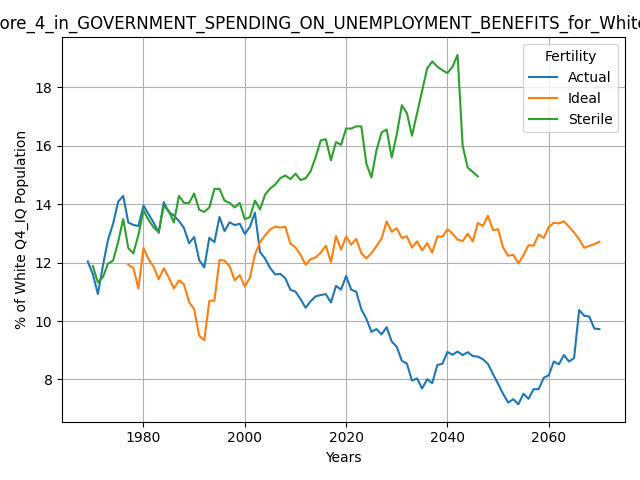 ore_4_in_GOVERNMENT_SPENDING_ON_UNEMPLOYMENT_BENEFITS_for_White
Fertility
Actual
Ideal
Sterile
% of White Q4_IQ Population
18
16
14
12
10
8
1980
2000
2020
2040
2060
Years